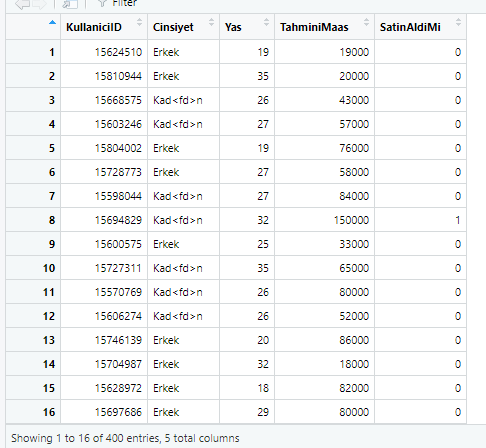 Filter
KullaniciID Cinsiyet Yas TahminiMaas SatinAldiMi
1 15624510 Erkek 19 19000 0
2 15810944 Erkek 35 20000 0
3 15668575 Kad<fd>n 26 43000 0
4 15603246 Kad<fd>n 27 57000 0
5 15804002 Erkek 19 76000 0
6 15728773 Erkek 27 58000 0
7 15598044 Kad<fd>n 27 84000 0
8 15694829 Kad<fd>n 32 150000 1
9 15600575 Erkek 25 33000 0
10 15727311 Kad<fd>n 35 65000 0
11 15570769 Kad<fd>n 26 80000 0
12 15606274 Kad<fd>n 26 52000 0
13 15746139 Erkek 20 86000 0
14 15704987 Erkek 32 18000 0
15 15628972 Erkek 18 82000 0
16 15697686 Erkek 29 80000 0
Showing 1 to 16 of 400 entries, 5 total columns